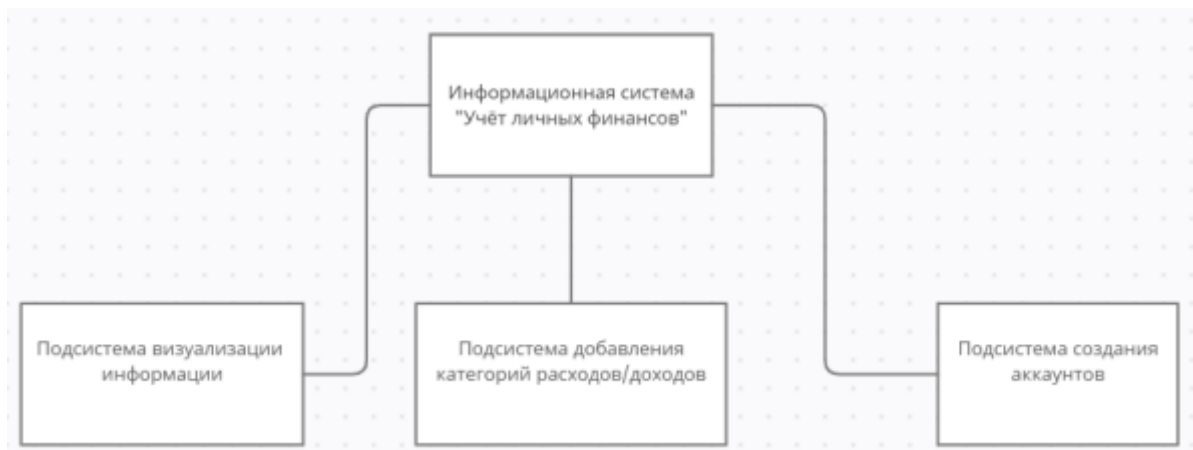 Информационная система
"Учёт личных финансов"
Подсистема визуализации
информации
Подсистема добавления
категорий расходов/доходов
Подсистема создания
аккаунтов